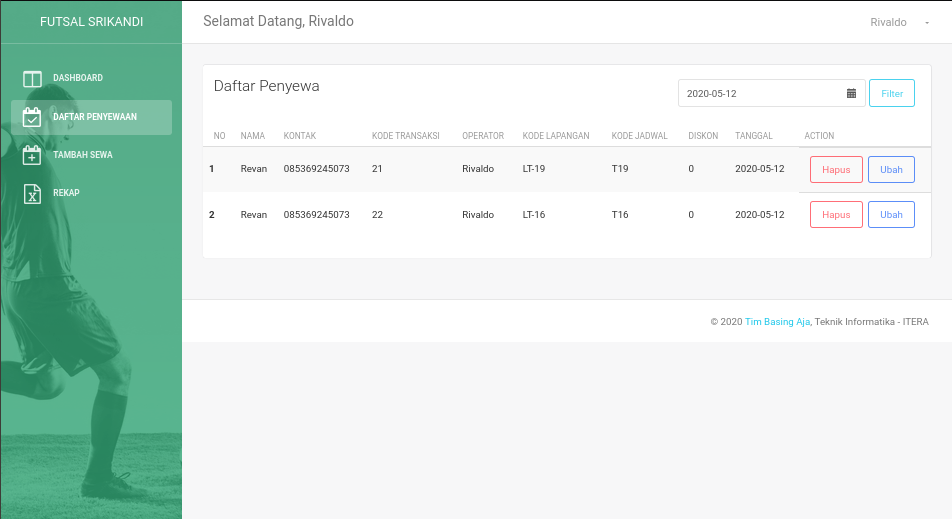 FUTSAL SRIKANDI
Selamat Datang, Rivaldo
Rivaldo
DASHBOARD
DAFTAR PENYEWAAN
TAMBAH SEWA
REKAP
Daftar Penyewa
2020-05-12
Filter
NO NAMA KONTAK KODE TRANSAKSI OPERATOR KODE LAPANGAN KODE JADWAL DISKON TANGGAL ACTION
1 Revan 085369245073 21 Rivaldo LT-19 T19 0 2020-05-12 Hapus Ubah
2 Revan 085369245073 22 Rivaldo LT-16 T16 0 2020-05-12 Hapus Ubah
© 2020 Tim Basing Aja, Teknik Informatika - ITERA